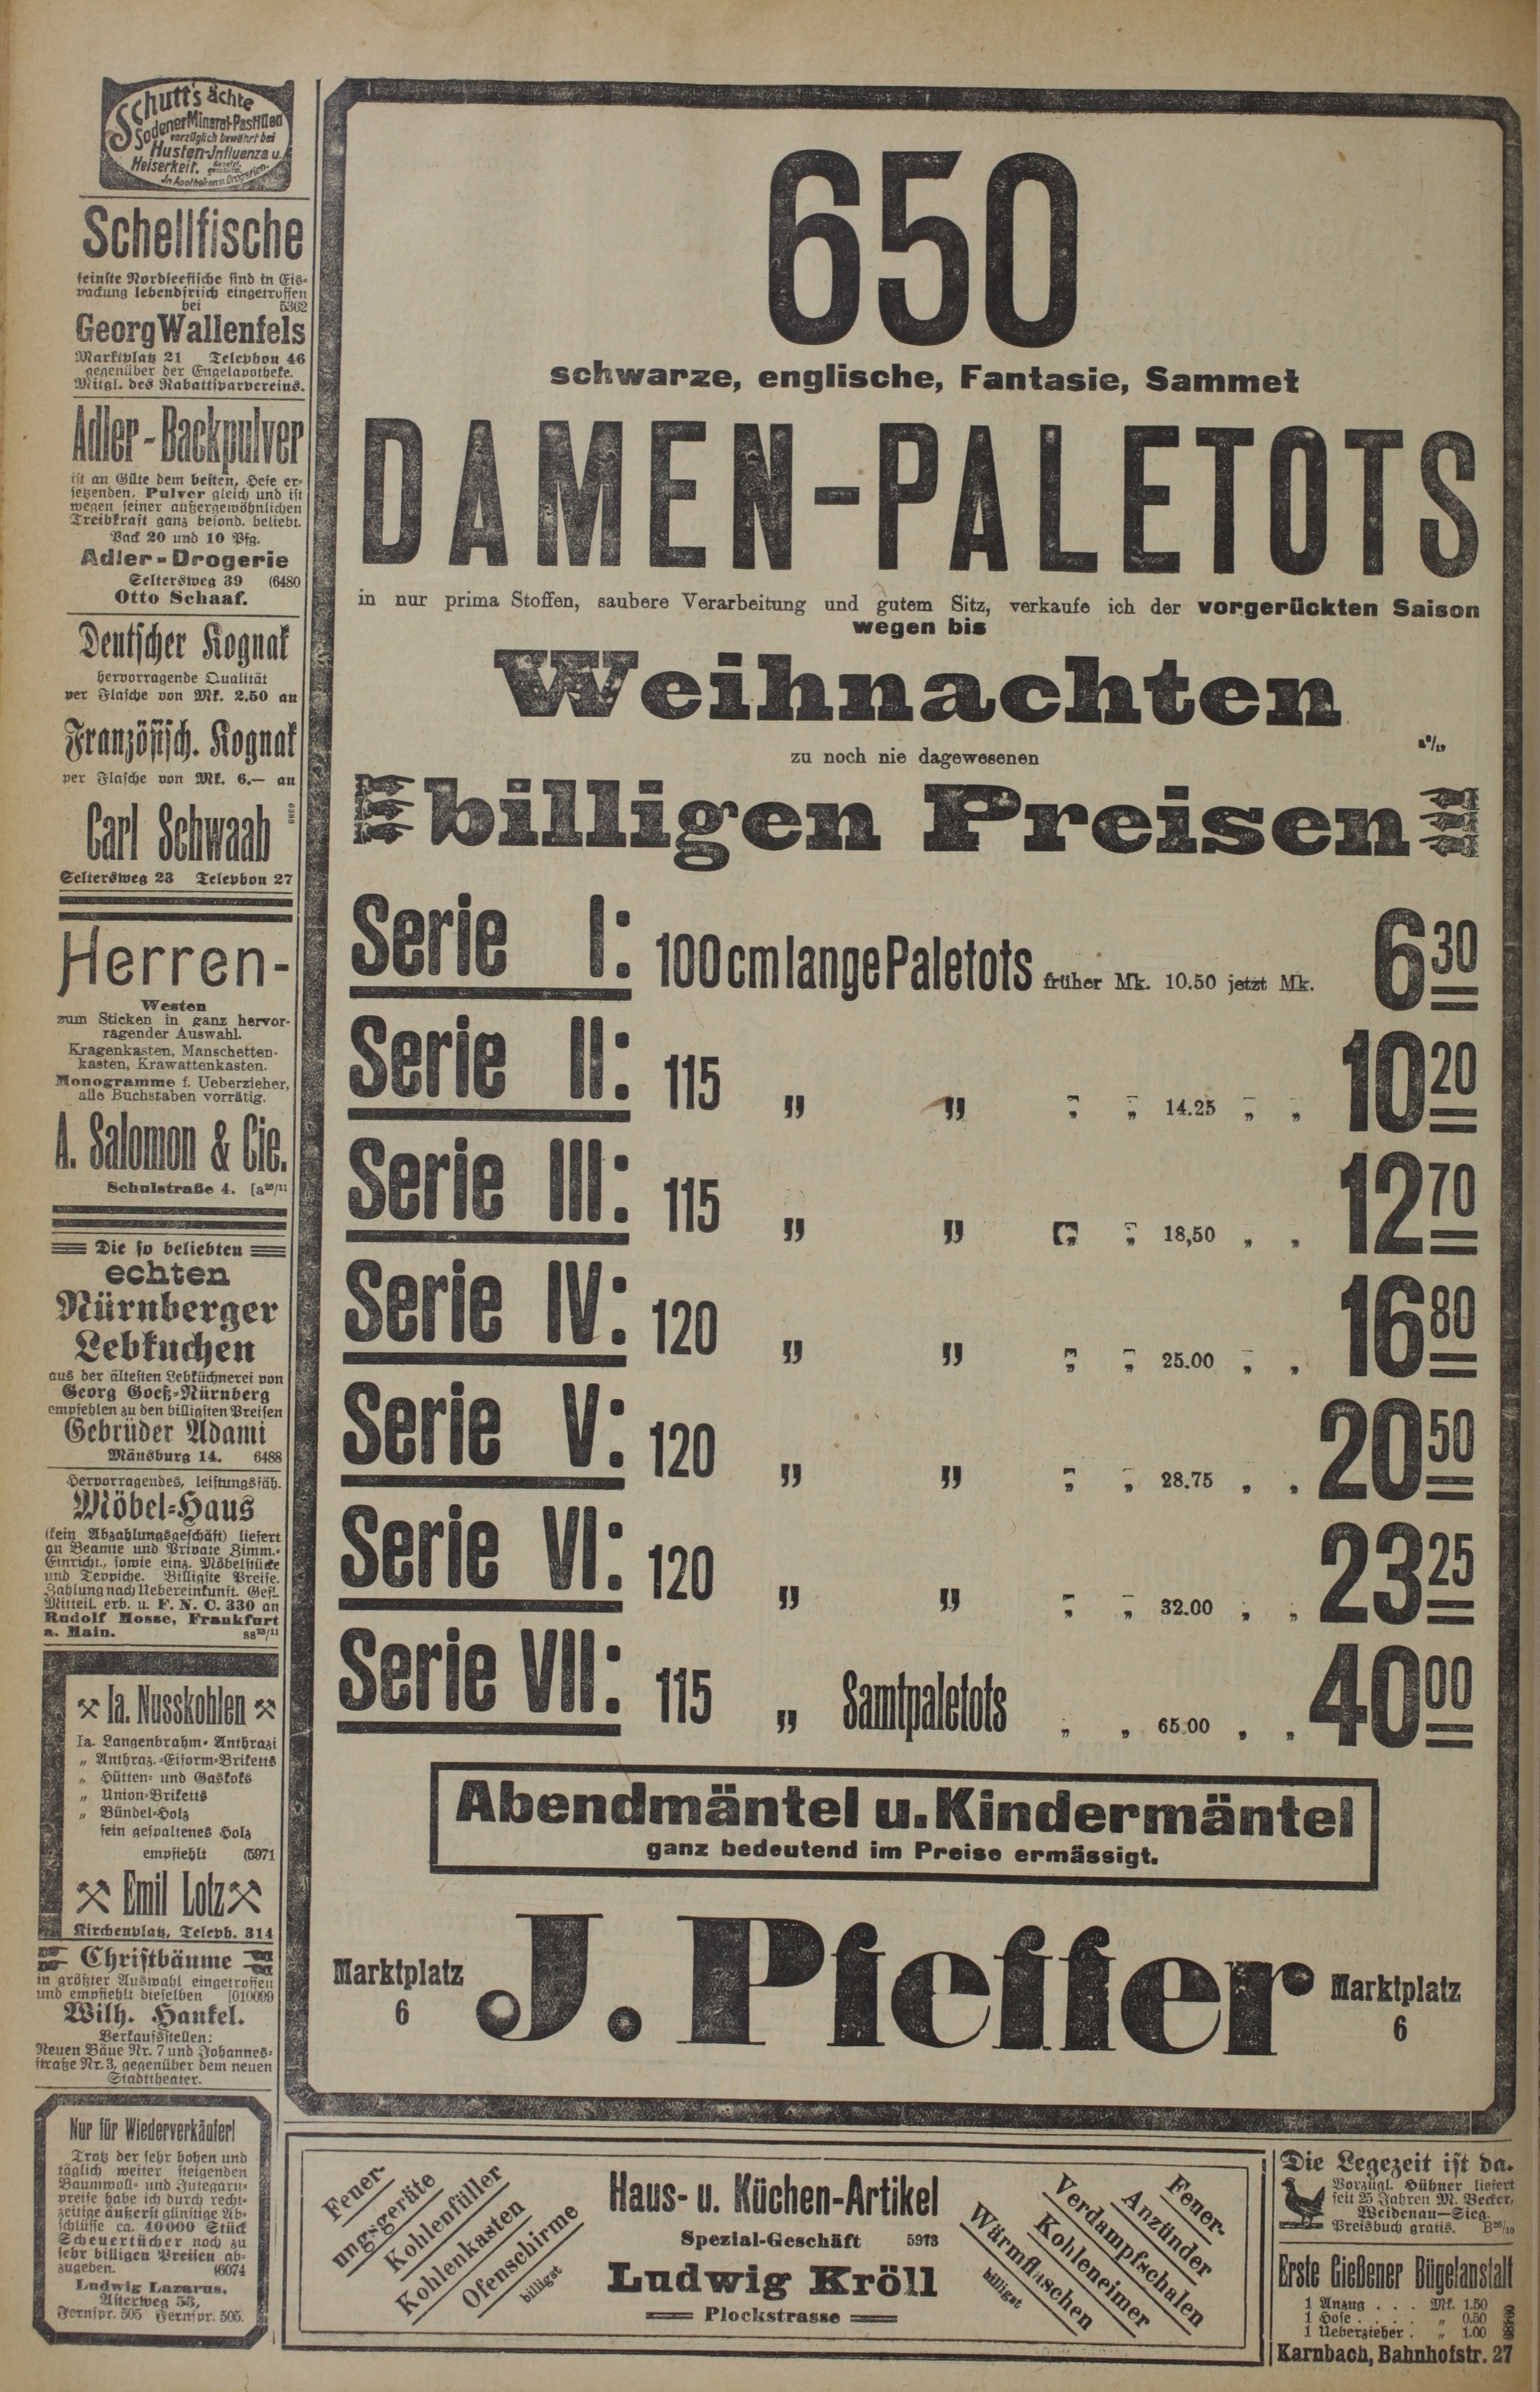 Schutt's ächte
Sodener Mineral-Pastillen
vorzüglich bewährt bei
Husten-Influenza u.
Heiserkeit. Gesetzl. geschützt.
In Apotheken u. Drogerien.
Schellfische
feinste Nordseefische sind in Eis-
packung lebendfrisch eingetroffen
bei 5362
Georg Wallenfels
Marktplatz 21 Telephon 46
gegenüber der Engelapotheke.
Mitgl. des Rabattsparvereins.
Adler-Backpulver
ist an Güte dem besten, Hefe er-
setzenden, Pulver gleich und ist
wegen seiner außergewöhnlichen
Treibkraft ganz besond. beliebt.
Pack 20 und 10 Pfg.
Adler-Drogerie
Seltersweg 39 (6480
Otto Schaaf.
Deutscher Kognak
hervorragende Qualität
per Flasche von Mk. 2.50 an
Französisch. Kognak
per Flasche von Mk. 6.— an
Carl Schwaab
Seltersweg 23 Telephon 27
Herren-
Westen
zum Sticken in ganz hervor-
ragender Auswahl.
Kragenkasten, Manschetten-
kasten, Krawattenkasten.
Monogramme f. Ueberzieher,
alle Buchstaben vorrätig.
A. Salomon & Cie.
Schulstraße 4. [a²⁶/11
Die so beliebten
echten
Nürnberger
Lebkuchen
aus der ältesten Lebküchnerei von
Georg Goeß-Nürnberg
empfehlen zu den billigsten Preisen
Gebrüder Adami
Mäusburg 14. 6488
Hervorragendes, leistungsfäh.
Möbel-Haus
(kein Abzahlungsgeschäft) liefert
an Beamte und Private Zimm.-
Einricht., sowie einz. Möbelstücke
und Teppiche. Billigste Preise.
Zahlung nach Uebereinkunft. Gefl.
Mitteil. erb. u. F. N. C. 330 an
Rudolf Mosse, Frankfurt
a. Main. ss²³/11
Ia. Nusskohlen
Ia. Langenbrahm-Anthrazi
„ Anthraz.-Eiform-Briketts
„ Hütten- und Gaskoks
„ Union-Briketts
„ Bündel-Holz
fein gespaltenes Holz
empfiehlt (5971
Emil Lotz
Kirchenplatz, Teleph. 314
Christbäume
in größter Auswahl eingetroffen
und empfiehlt dieselben [010099
Wilh. Hankel.
Verkaufsstellen:
Neuen Bäue Nr. 7 und Johannes-
straße Nr. 3, gegenüber dem neuen
Stadttheater.
Nur für Wiederverkäufer!
Trotz der sehr hohen und
täglich weiter steigenden
Baumwoll- und Jutegarn-
preise habe ich durch recht-
zeitige äußerst günstige Ab-
schlüsse ca. 40000 Stück
Scheuertücher noch zu
sehr billigen Preisen ab-
zugeben. (6074
Ludwig Lazarus,
Asterweg 53,
Fernspr. 505 Fernspr. 505.
650
schwarze, englische, Fantasie, Sammet
DAMEN-PALETOTS
in nur prima Stoffen, saubere Verarbeitung und gutem Sitz, verkaufe ich der vorgerückten Saison
wegen bis
Weihnachten
zu noch nie dagewesenen
billigen Preisen
Serie I: 100 cm lange Paletots früher Mk. 10.50 jetzt Mk. 6 30
Serie II: 115 „ „ „ „ 14.25 „ „ 10 20
Serie III: 115 „ „ „ „ 18,50 „ „ 12 70
Serie IV: 120 „ „ „ „ 25.00 „ „ 16 80
Serie V: 120 „ „ „ „ 28.75 „ „ 20 50
Serie VI: 120 „ „ „ „ 32.00 „ „ 23 25
Serie VII: 115 „ Samtpaletots „ „ 65.00 „ „ 40 00
Abendmäntel u. Kindermäntel
ganz bedeutend im Preise ermässigt.
Marktplatz
6
J. Pfeffer
Marktplatz
6
Feuer-
ungsgeräte
Kohlenfüller
Kohlenkasten
Ofenschirme
billigst
Haus- u. Küchen-Artikel
Spezial-Geschäft 5973
Ludwig Kröll
Plockstrasse
Feuer-
Anzünder
Verdampfschalen
Kohleneimer
Wärmflaschen
billigst
Die Legezeit ist da.
Vorzügl. Hühner liefert
seit 25 Jahren M. Becker,
Weidenau—Sieg.
Preisbuch gratis. B²⁶/10
Erste Gießener Bügelanstalt
1 Anzug . . . Mk. 1.50
1 Hose . . . . „ 0.50
1 Ueberzieher . „ 1.00
Karnbach, Bahnhofstr. 27